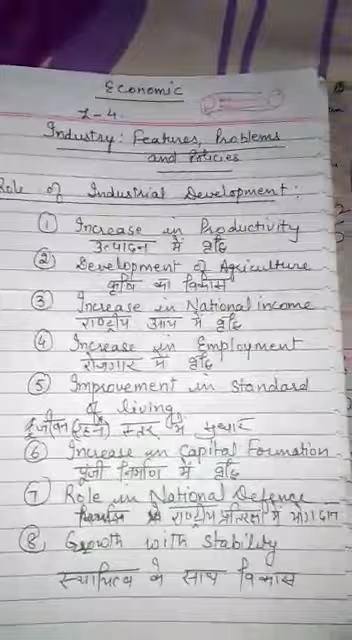 Economic
L-4.
Industry: Features, Problems
and Policies
Role of Industrial Development:
① Increase in Productivity
उत्पादन में वृद्धि
② Development of Agriculture
कृषि का विकास
③ Increase in National income
राष्ट्रीय आय में वृद्धि
④ Increase in Employment
रोजगार में वृद्धि
⑤ Improvement in Standard
of living
जीवन (रहने) स्तर में सुधार
⑥ Increase in Capital Formation
पूंजी निर्माण में वृद्धि
⑦ Role in National Defence
राष्ट्रीय प्रतिरक्षा में योगदान
⑧ Growth with stability
स्थायित्व के साथ विकास